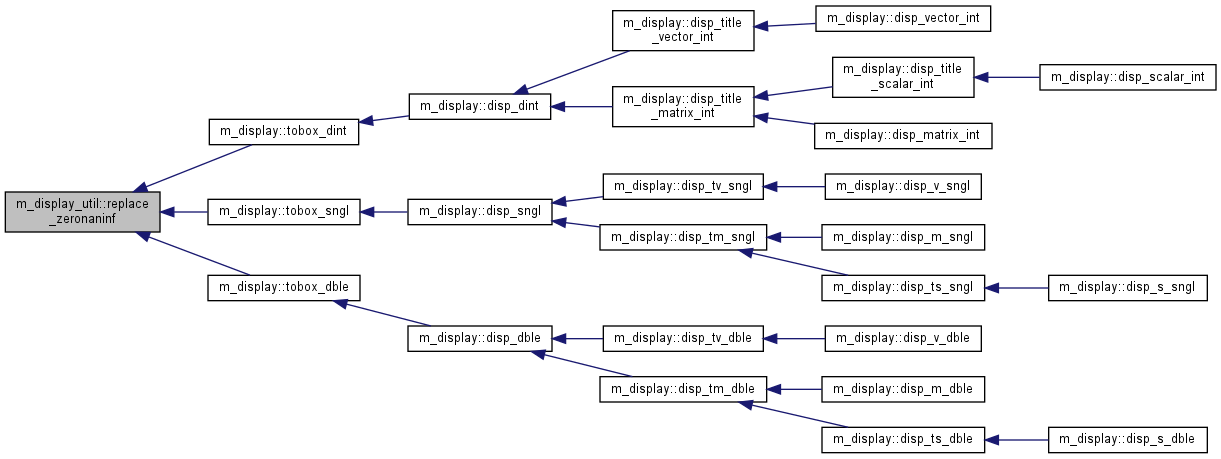 m_display_util::replace
_zeronaninf
m_display::tobox_dint
m_display::disp_dint
m_display::disp_title
_vector_int
m_display::disp_vector_int
m_display::disp_title
_matrix_int
m_display::disp_title
_scalar_int
m_display::disp_scalar_int
m_display::disp_matrix_int
m_display::tobox_sngl
m_display::disp_sngl
m_display::disp_tv_sngl
m_display::disp_v_sngl
m_display::disp_tm_sngl
m_display::disp_m_sngl
m_display::disp_ts_sngl
m_display::disp_s_sngl
m_display::tobox_dble
m_display::disp_dble
m_display::disp_tv_dble
m_display::disp_v_dble
m_display::disp_tm_dble
m_display::disp_m_dble
m_display::disp_ts_dble
m_display::disp_s_dble